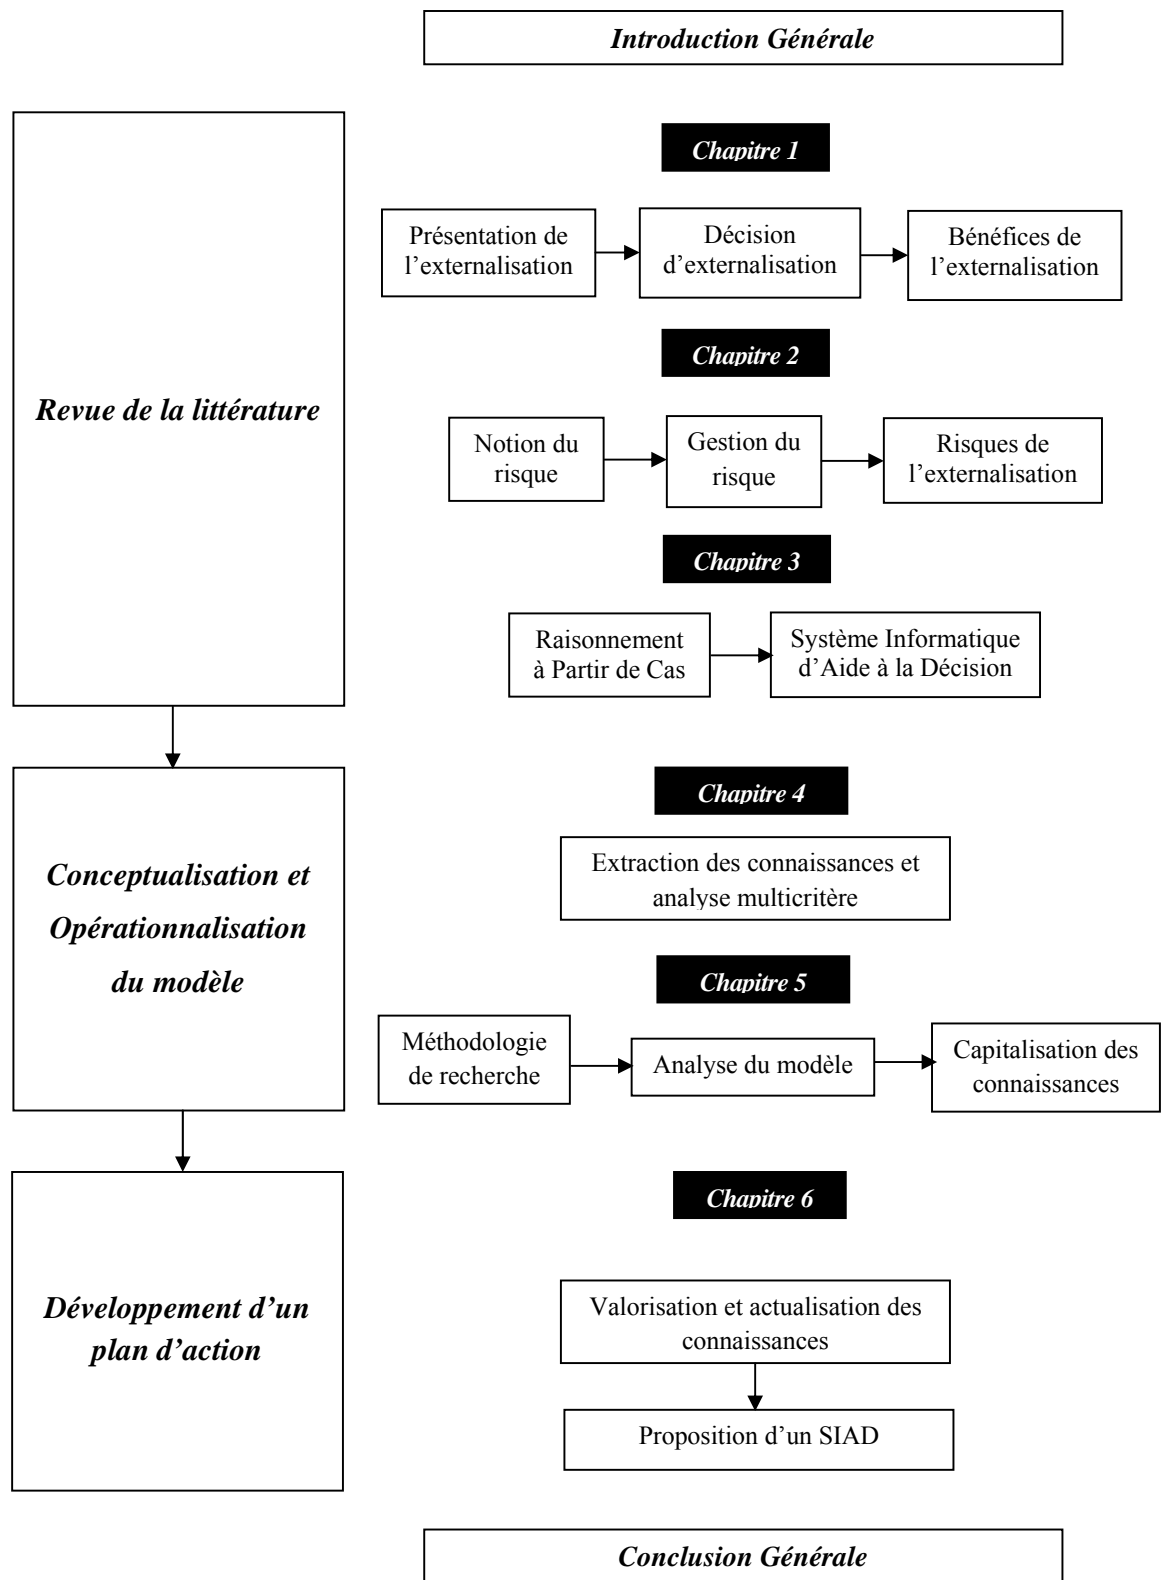 Introduction Générale
Chapitre 1
Présentation de
l’externalisation
Décision
d’externalisation
Bénéfices de
l’externalisation
Chapitre 2
Revue de la littérature
Notion du
risque
Gestion du
risque
Risques de
l’externalisation
Chapitre 3
Raisonnement
à Partir de Cas
Système Informatique
d’Aide à la Décision
Chapitre 4
Conceptualisation et
Opérationnalisation
du modèle
Extraction des connaissances et
analyse multicritère
Chapitre 5
Méthodologie
de recherche
Analyse du modèle
Capitalisation des
connaissances
Chapitre 6
Développement d’un
plan d’action
Valorisation et actualisation des
connaissances
Proposition d’un SIAD
Conclusion Générale